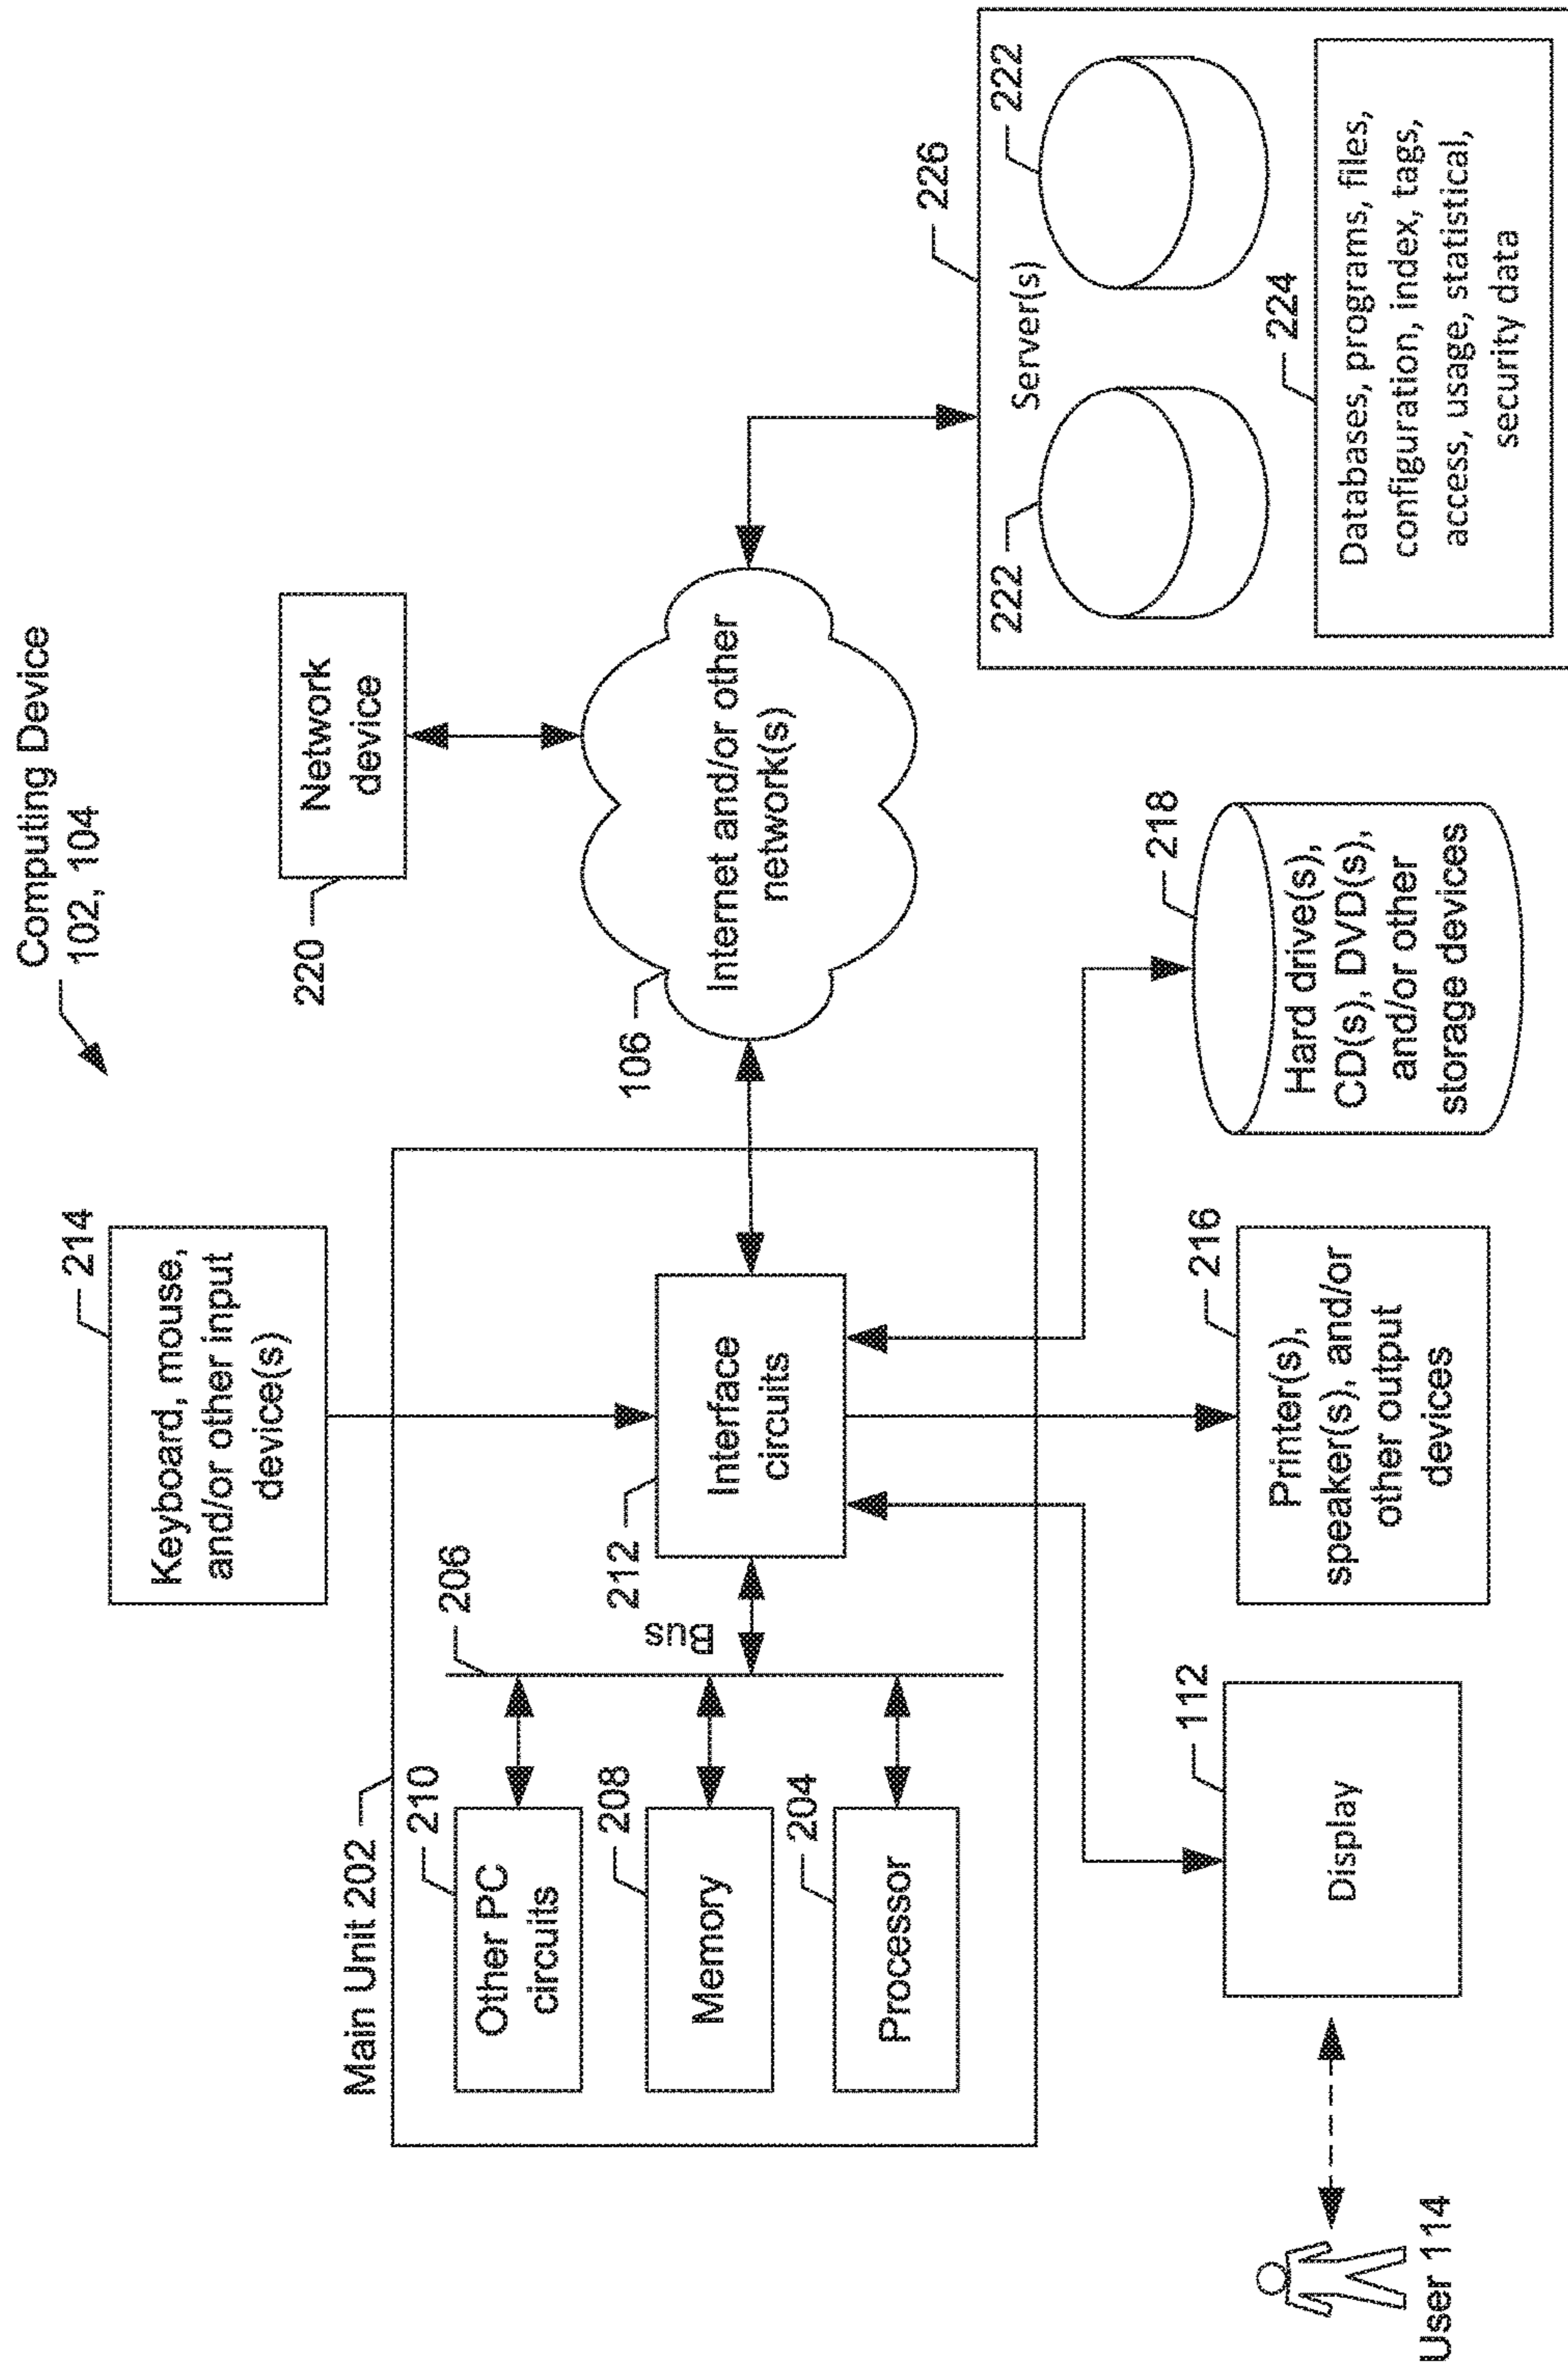 Computing Device
102, 104
214
Keyboard, mouse,
and/or other input
device(s)
220
Network
device
Main Unit 202
210
Other PC
circuits
208
Memory
204
Processor
206
Bus
212
Interface
circuits
106
Internet and/or other
network(s)
226
Server(s)
222
222
224
Databases, programs, files,
configuration, index, tags,
access, usage, statistical,
security data
User 114
112
Display
216
Printer(s),
speaker(s), and/or
other output
devices
218
Hard drive(s),
CD(s), DVD(s),
and/or other
storage devices